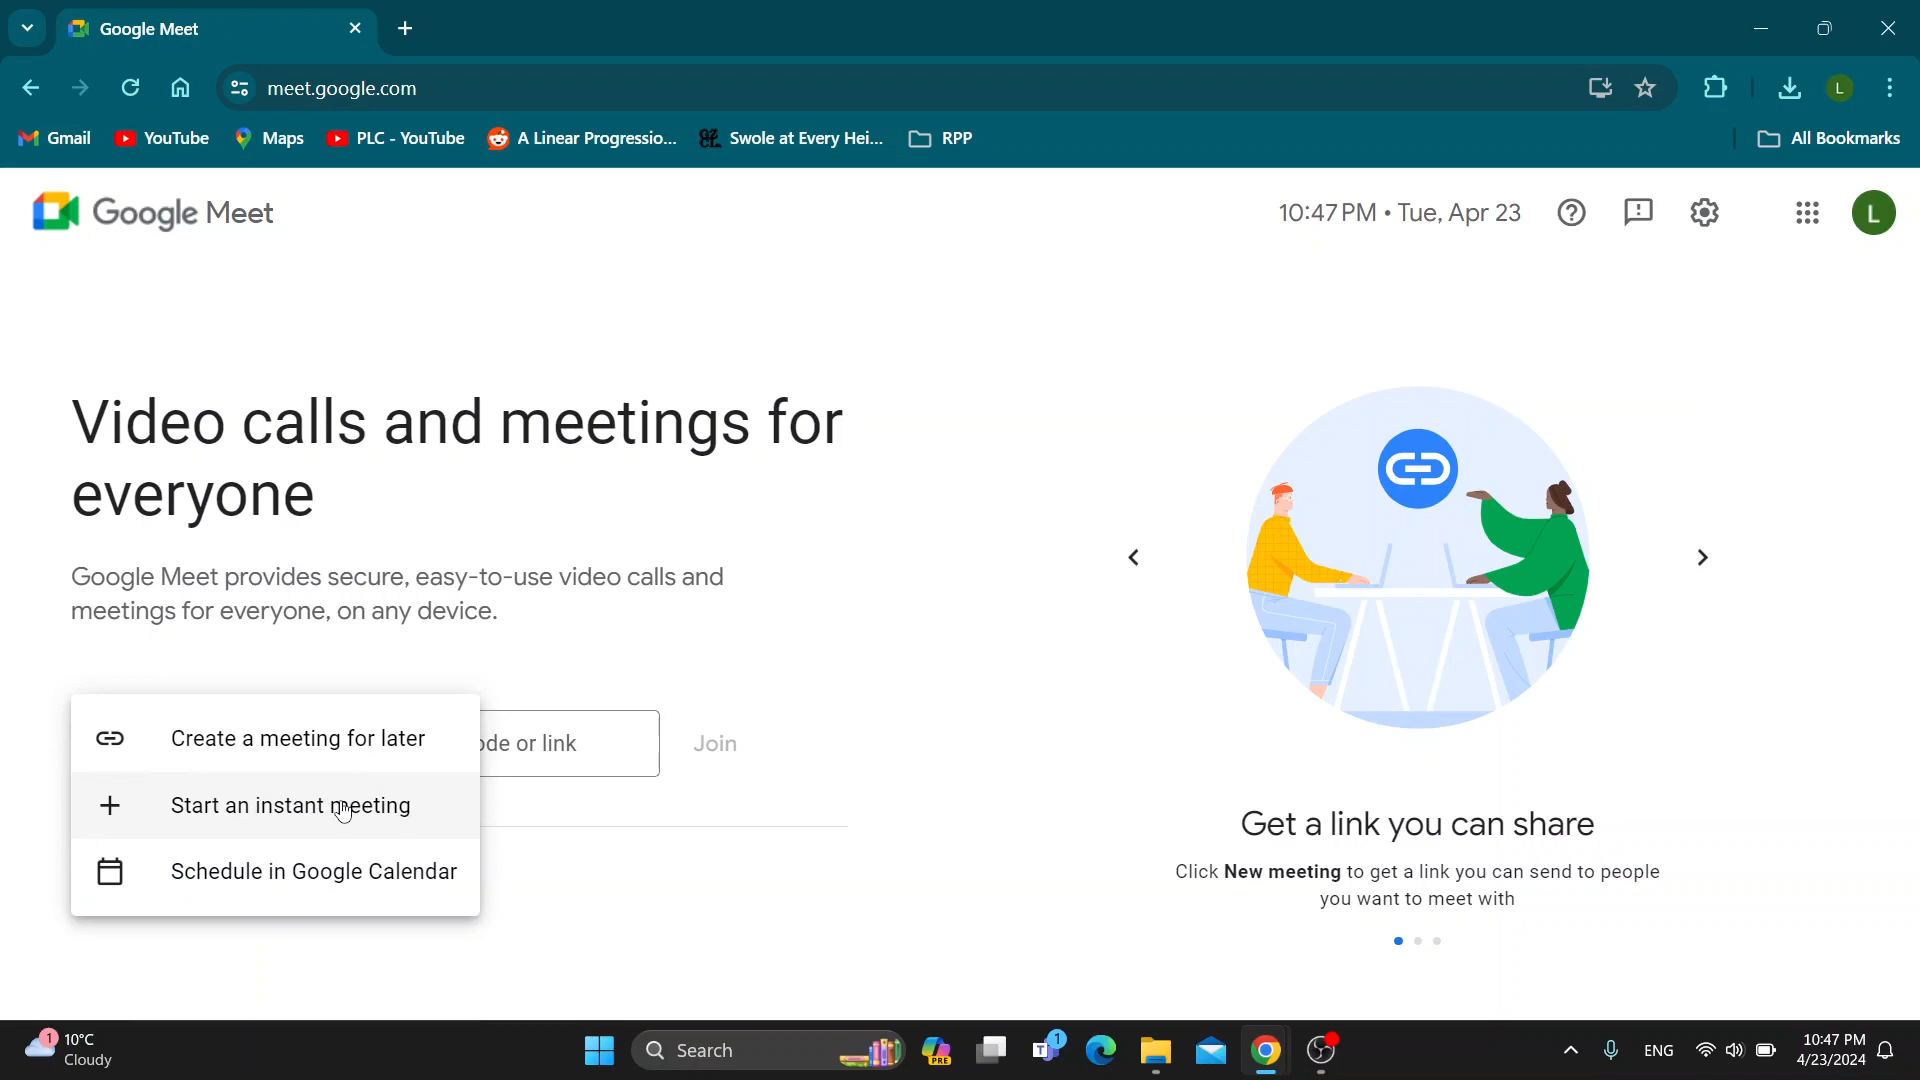 Google Meet
meet.google.com
L
Gmail
YouTube
Maps
PLC - YouTube
A Linear Progressio...
Swole at Every Hei...
RPP
All Bookmarks
Google Meet
10:47 PM • Tue, Apr 23
L
Video calls and meetings for
everyone
Google Meet provides secure, easy-to-use video calls and
meetings for everyone, on any device.
Create a meeting for later
or link
Join
Start an instant meeting
Schedule in Google Calendar
Get a link you can share
Click New meeting to get a link you can send to people
you want to meet with
1
10°C
Cloudy
Search
PRE
T
1
ENG
10:47 PM
4/23/2024